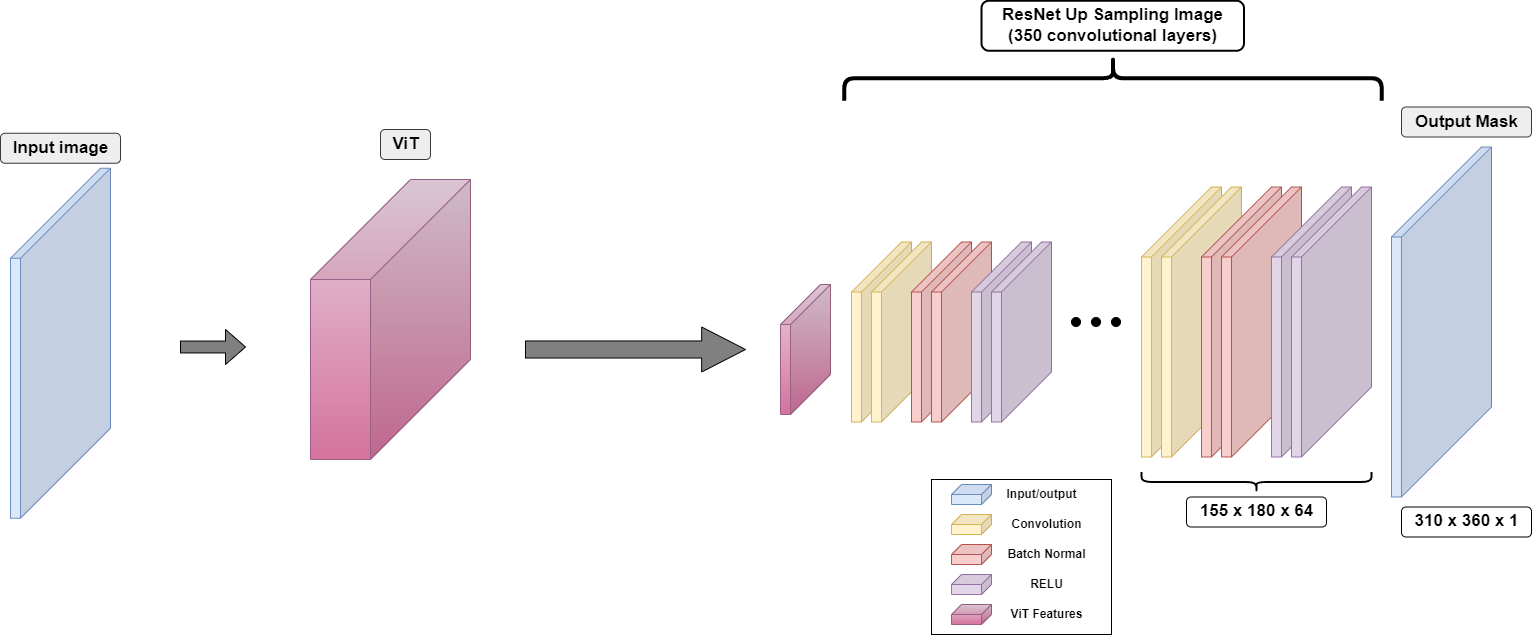 ResNet Up Sampling Image
(350 convolutional layers)
Output Mask
Input image
ViT
Input/output
Convolution
Batch Normal
RELU
ViT Features
155 x 180 x 64
310 x 360 x 1